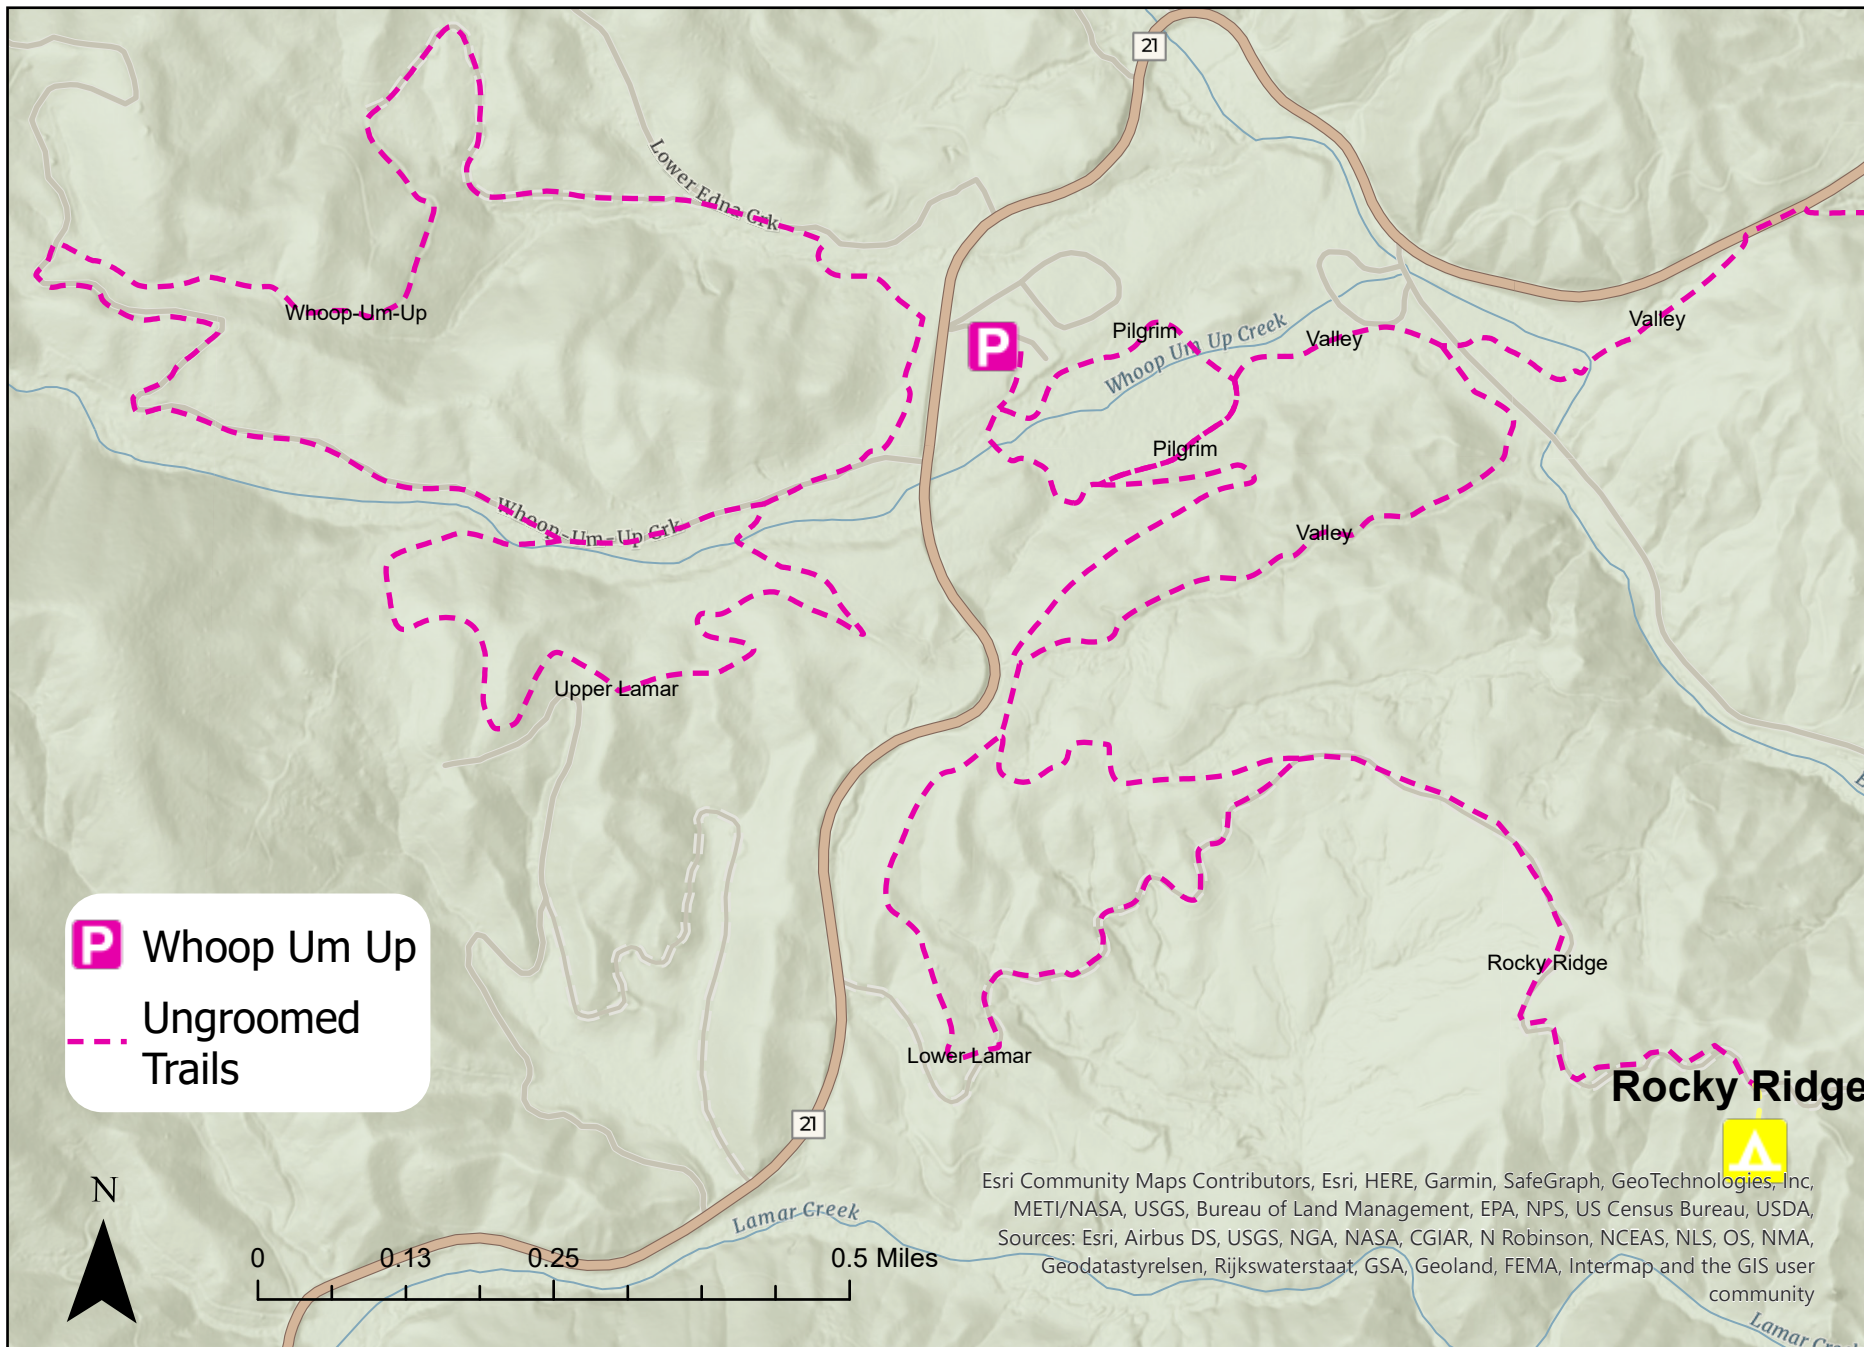 21
Lower Edna Crk
Whoop-Um-Up
P
Pilgrim
Whoop Um Up Creek
Valley
Valley
Pilgrim
Whoop-Um-Up Crk
Valley
Upper Lamar
P Whoop Um Up
Ungroomed
Trails
Rocky Ridge
Lower Lamar
Rocky Ridge
21
N
Lamar Creek
0 0.13 0.25 0.5 Miles
Esri Community Maps Contributors, Esri, HERE, Garmin, SafeGraph, GeoTechnologies, Inc,
METI/NASA, USGS, Bureau of Land Management, EPA, NPS, US Census Bureau, USDA,
Sources: Esri, Airbus DS, USGS, NGA, NASA, CGIAR, N Robinson, NCEAS, NLS, OS, NMA,
Geodatastyrelsen, Rijkswaterstaat, GSA, Geoland, FEMA, Intermap and the GIS user
community
Lamar